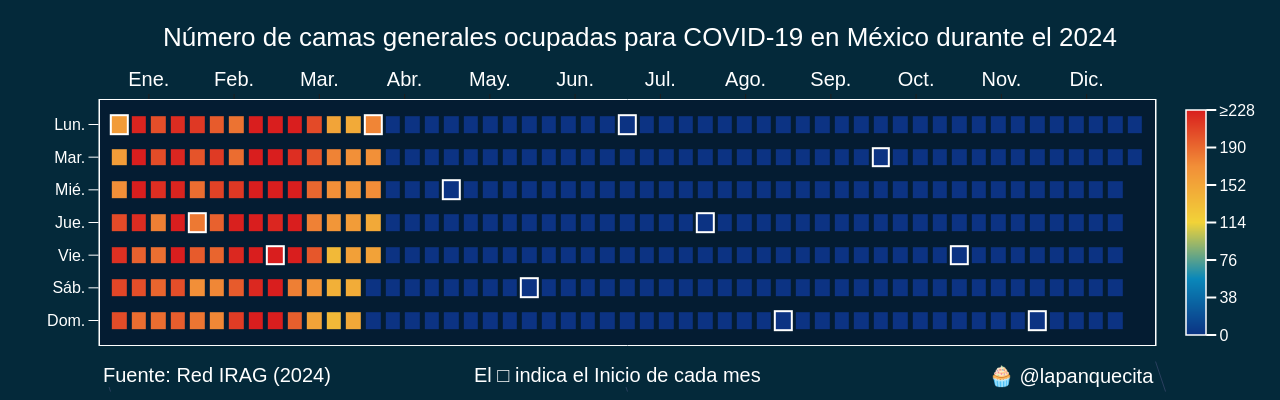 Número de camas generales ocupadas para COVID-19 en México durante el 2024
Ene. Feb. Mar. Abr. May. Jun. Jul. Ago. Sep. Oct. Nov. Dic.
Lun.
Mar.
Mié.
Jue.
Vie.
Sáb.
Dom.
≥228
190
152
114
76
38
0
Fuente: Red IRAG (2024)
El □ indica el Inicio de cada mes
🧁 @lapanquecita